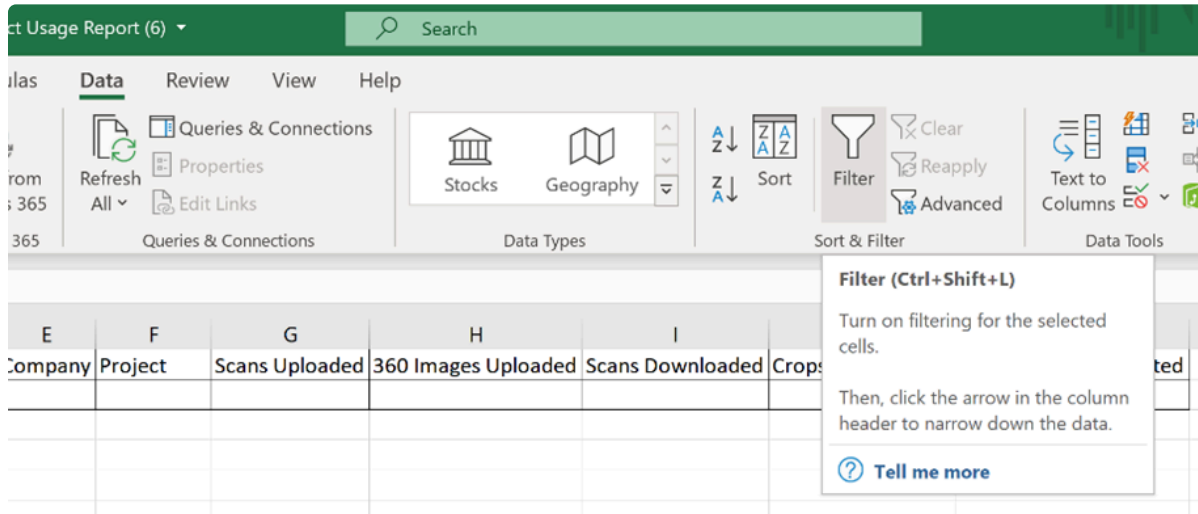 ct Usage Report (6)
Search
ulas Data Review View Help
rom
s 365
Refresh
All
Queries & Connections
Properties
Edit Links
Stocks
Geography
Sort
Filter
Clear
Reapply
Advanced
Text to
Columns
365
Queries & Connections
Data Types
Sort & Filter
Data Tools
Filter (Ctrl+Shift+L)
Turn on filtering for the selected
cells.
Then, click the arrow in the column
header to narrow down the data.
Tell me more
E F G H I
Company Project Scans Uploaded 360 Images Uploaded Scans Downloaded Crops ted